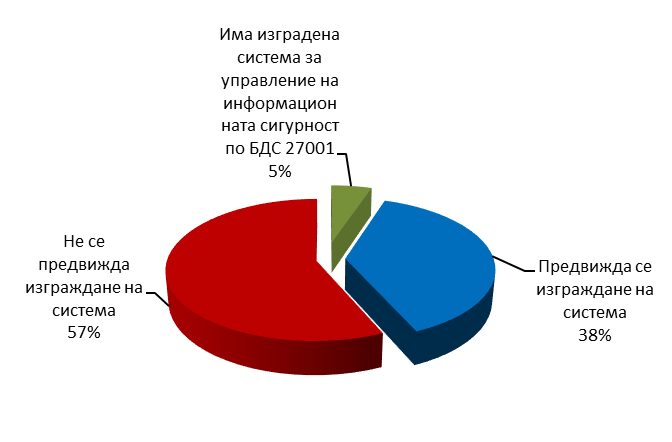 Има изградена
система за
управление на
информацион
ната сигурност
по БДС 27001
5%
Не се
предвижда
изграждане на
система
57%
Предвижда се
изграждане на
система
38%